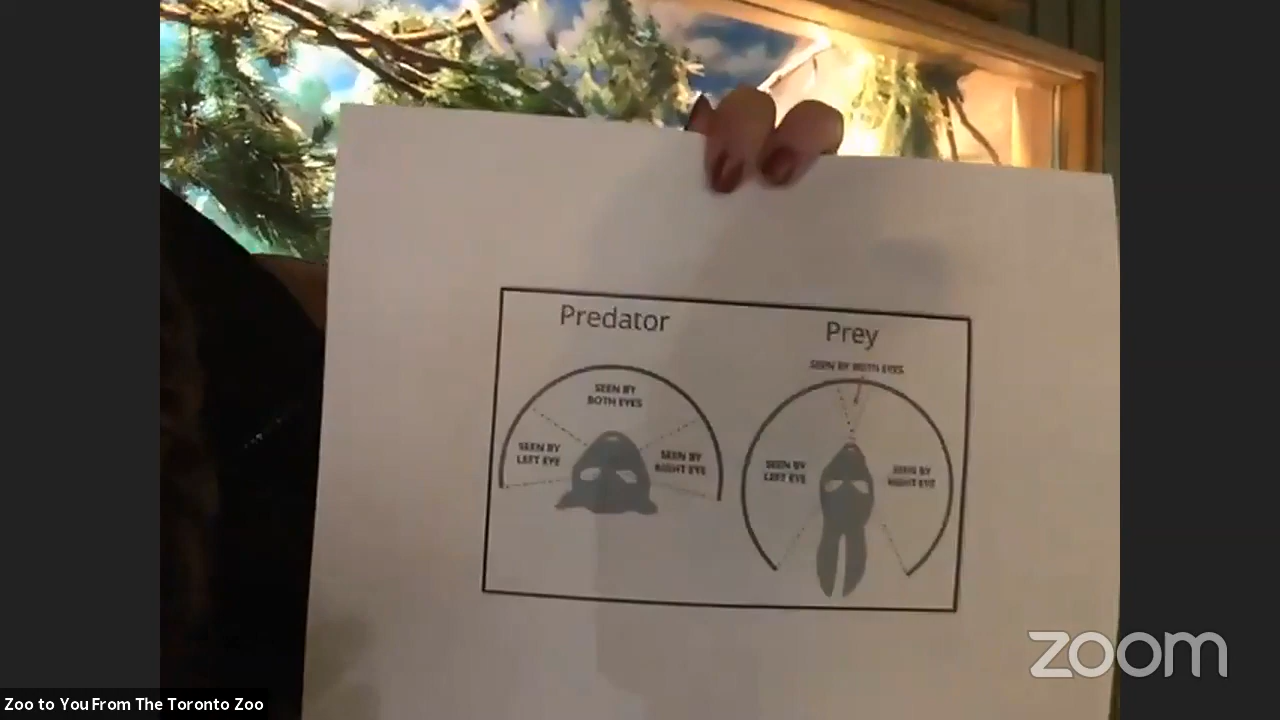 Predator
SEEN BY
BOTH EYES
SEEN BY
LEFT EYE
SEEN BY
RIGHT EYE
Prey
SEEN BY BOTH EYES
SEEN BY
LEFT EYE
SEEN BY
RIGHT EYE
zoom
Zoo to You From The Toronto Zoo